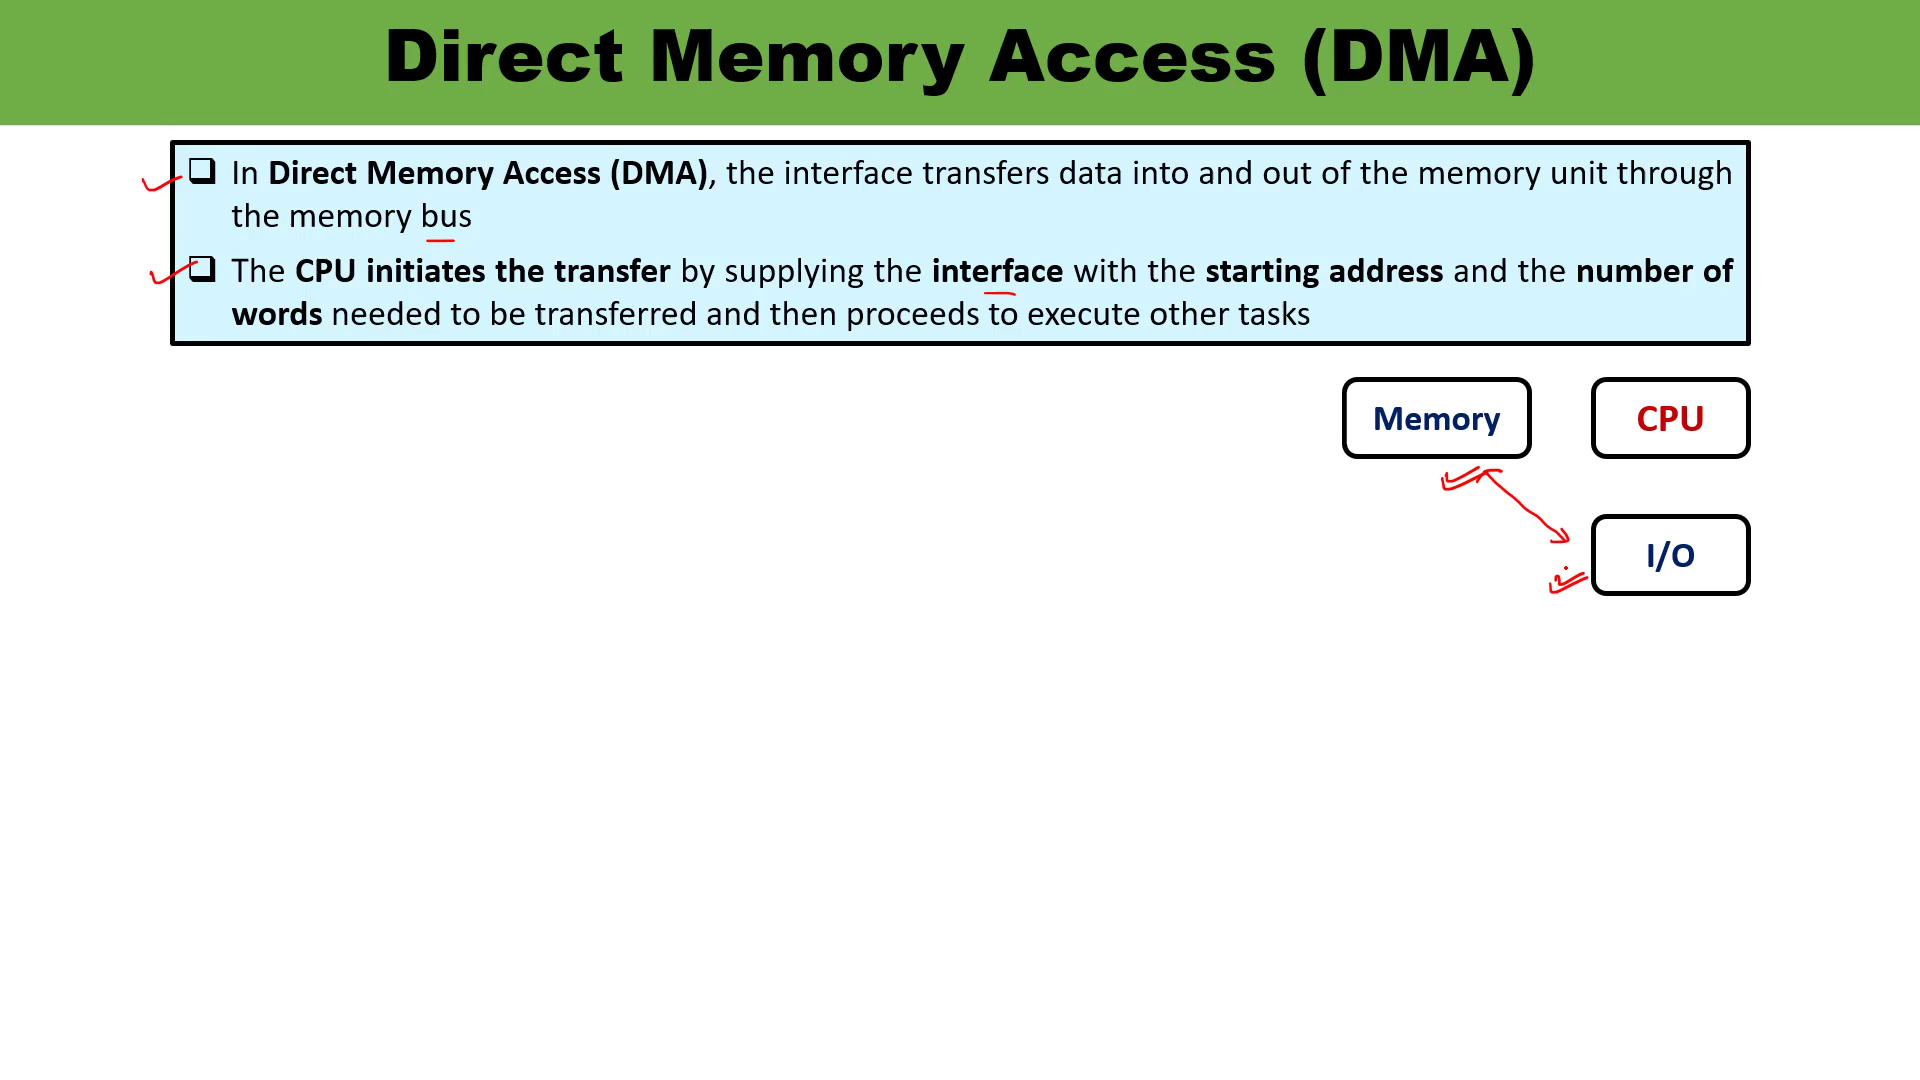 Direct Memory Access (DMA)
❑ In Direct Memory Access (DMA), the interface transfers data into and out of the memory unit through
the memory bus
❑ The CPU initiates the transfer by supplying the interface with the starting address and the number of
words needed to be transferred and then proceeds to execute other tasks
Memory CPU
I/O